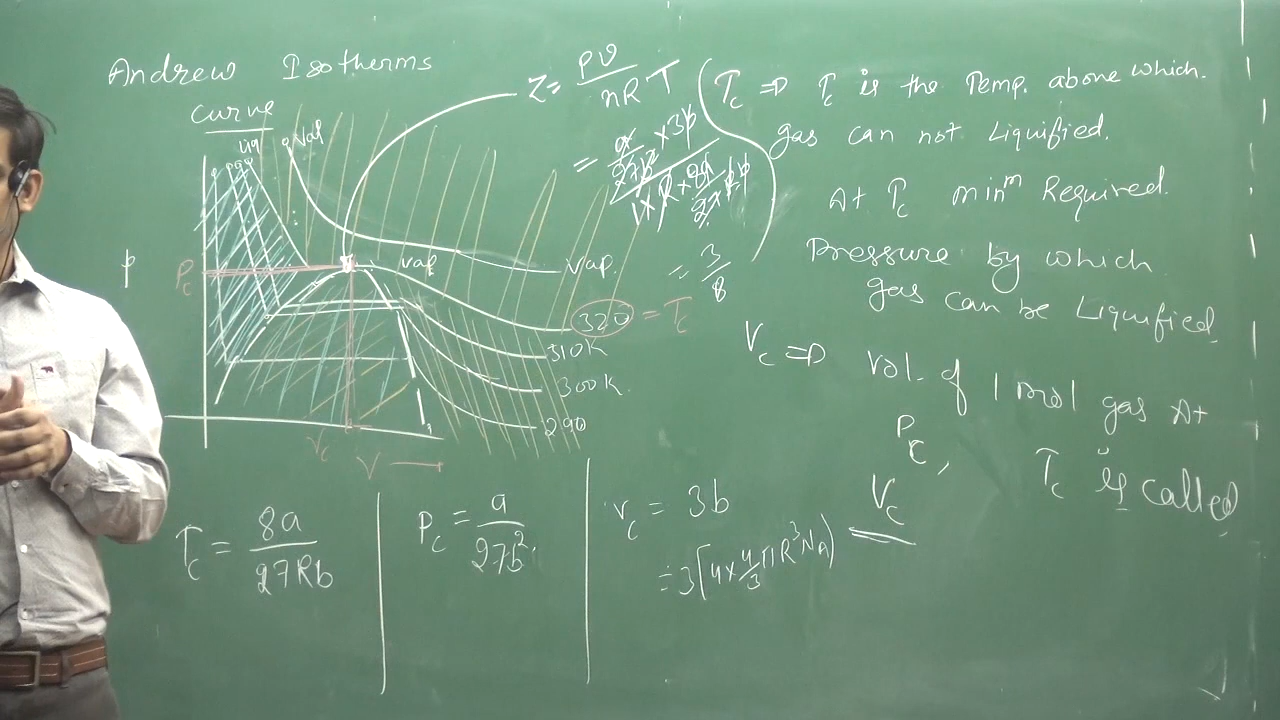 Andrew Isotherms
curve
liq
vap
P
Pc
vap
vap.
320 = Tc
310K
300K.
290
Vc
V →
Z = PV / nRT
= 3/8
Tc ⇒ Tc is the Temp. above which
gas can not Liquified.
At Tc minᵐ Required.
Pressure by which
gas can be Liquified,
Vc ⇒ Vol. of 1 mol gas At
Pc, Tc is called
Vc
Tc = 8a / 27Rb
Pc = a / 27b².
Vc = 3b
= 3[4 × 4/3 πR³NA)